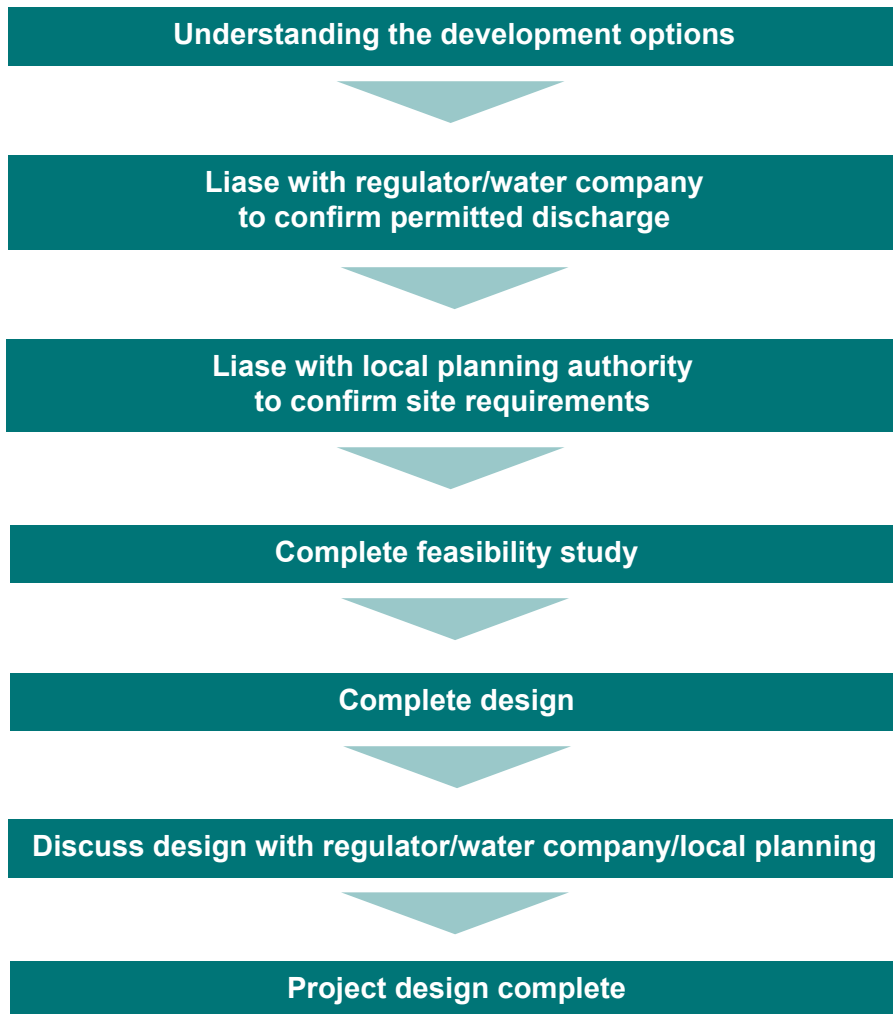 Understanding the development options
Liase with regulator/water company
to confirm permitted discharge
Liase with local planning authority
to confirm site requirements
Complete feasibility study
Complete design
Discuss design with regulator/water company/local planning
Project design complete